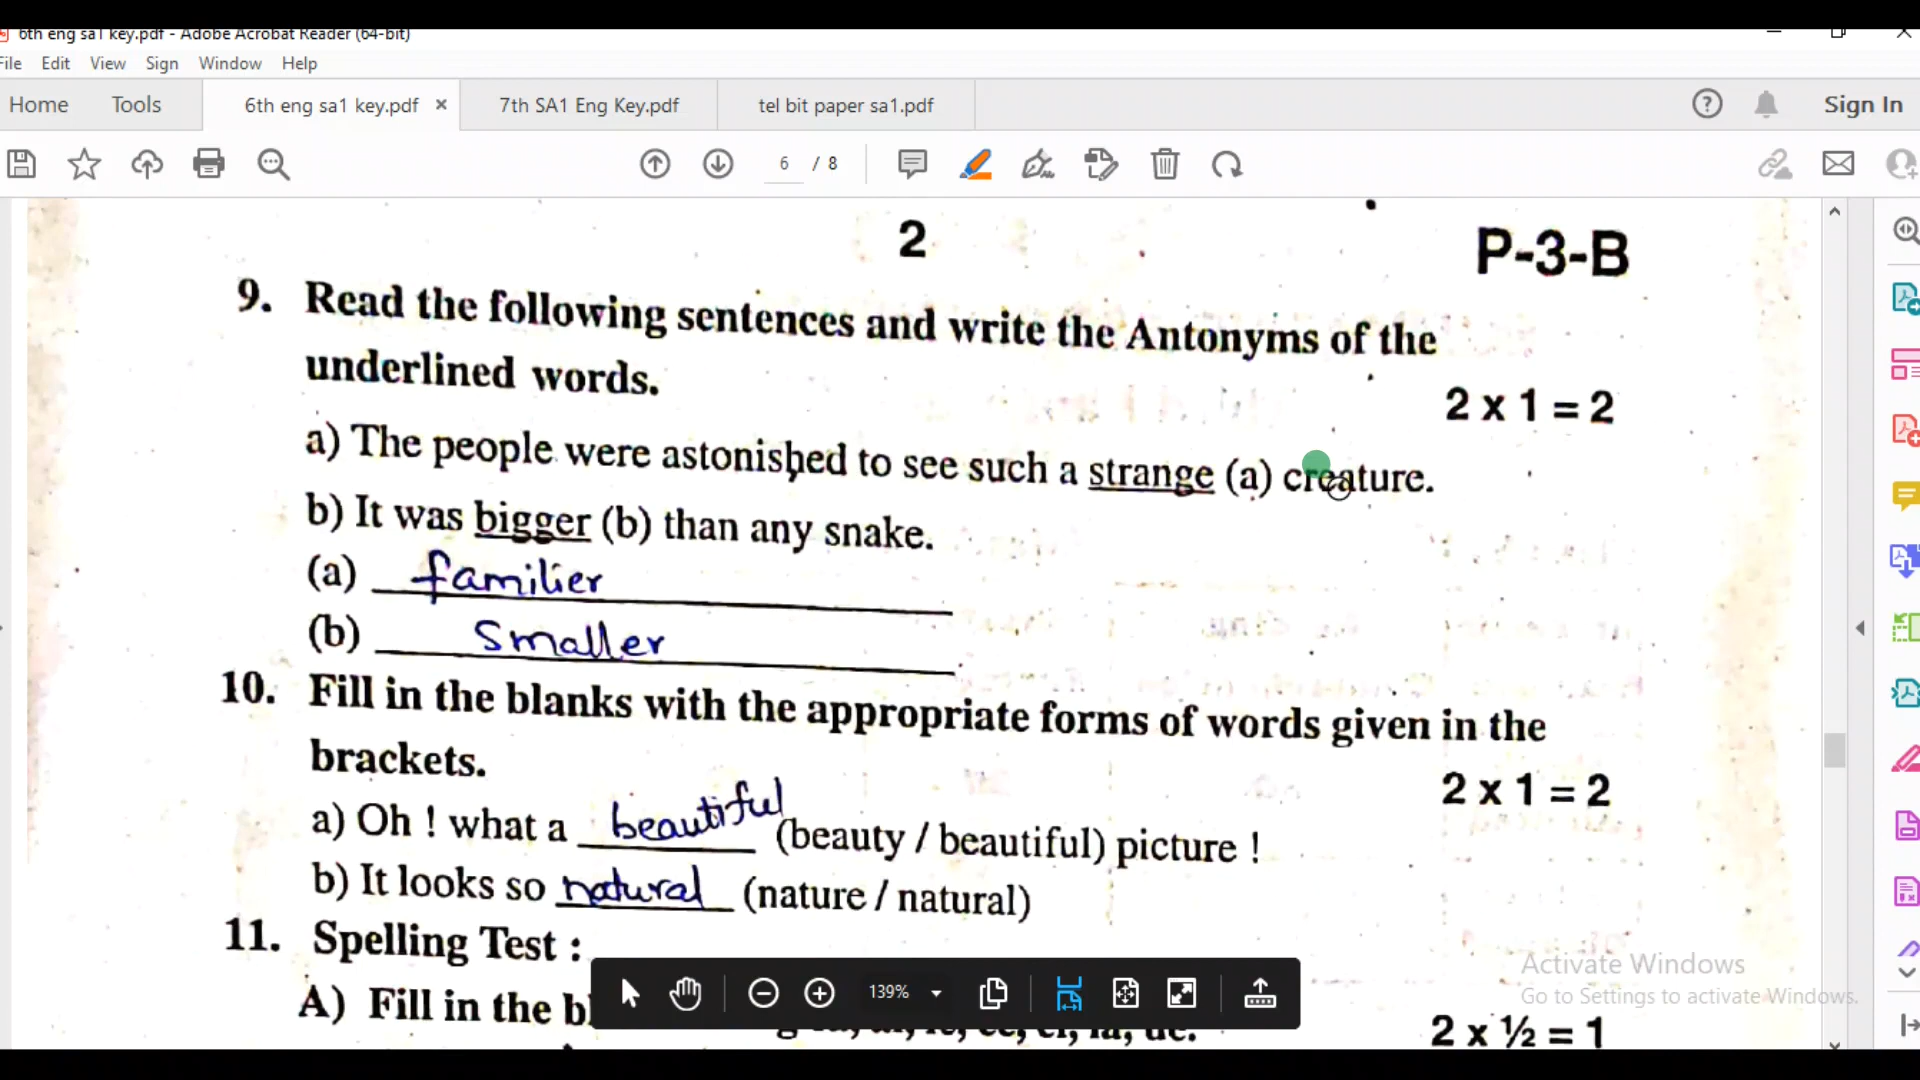 6th eng sa1 key.pdf - Adobe Acrobat Reader (64-bit)
File Edit View Sign Window Help
Home Tools 6th eng sa1 key.pdf × 7th SA1 Eng Key.pdf tel bit paper sa1.pdf Sign In
6 / 8
2 P-3-B
9. Read the following sentences and write the Antonyms of the
underlined words. 2 x 1 = 2
a) The people were astonished to see such a strange (a) creature.
b) It was bigger (b) than any snake.
(a) familier
(b) Smaller
10. Fill in the blanks with the appropriate forms of words given in the
brackets. 2 x 1 = 2
a) Oh ! what a beautiful (beauty / beautiful) picture !
b) It looks so natural (nature / natural)
11. Spelling Test :
A) Fill in the bl 2 x ½ = 1
139%
Activate Windows
Go to Settings to activate Windows.